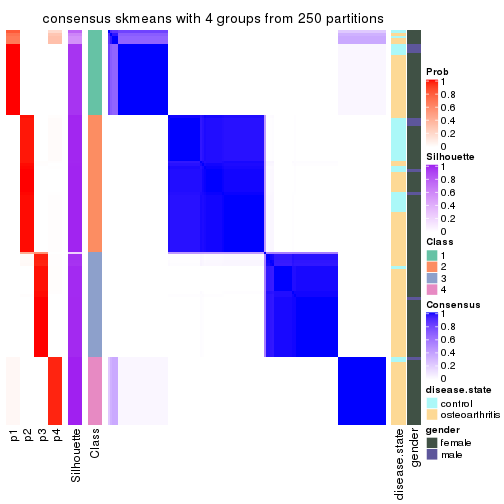 consensus skmeans with 4 groups from 250 partitions
Prob
1
0.8
0.6
0.4
0.2
0
Silhouette
1
0.8
0.6
0.4
0.2
0
Class
1
2
3
4
Consensus
1
0.8
0.6
0.4
0.2
0
disease.state
control
osteoarthritis
gender
female
male
p1
p2
p3
p4
Silhouette
Class
disease.state
gender